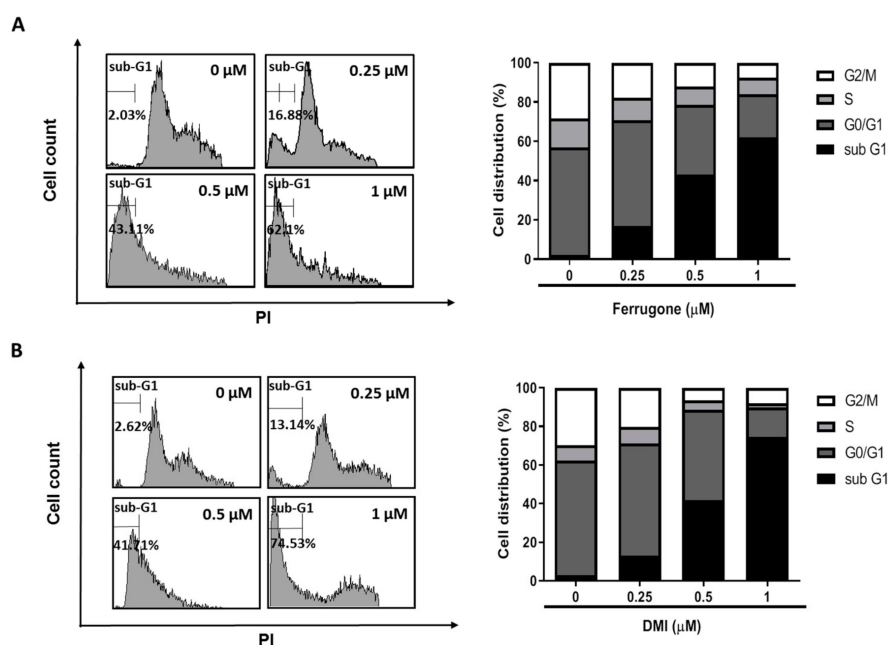 A
Cell count
sub-G1
0 μM
2.03%
sub-G1
0.25 μM
16.88%
sub-G1
0.5 μM
43.11%
sub-G1
1 μM
62.1%
PI
Cell distribution (%)
100
80
60
40
20
0
0
0.25
0.5
1
Ferrugone (μM)
G2/M
S
G0/G1
sub G1
B
Cell count
sub-G1
0 μM
2.62%
sub-G1
0.25 μM
13.14%
sub-G1
0.5 μM
41.71%
sub-G1
1 μM
74.53%
PI
Cell distribution (%)
100
80
60
40
20
0
0
0.25
0.5
1
DMI (μM)
G2/M
S
G0/G1
sub G1